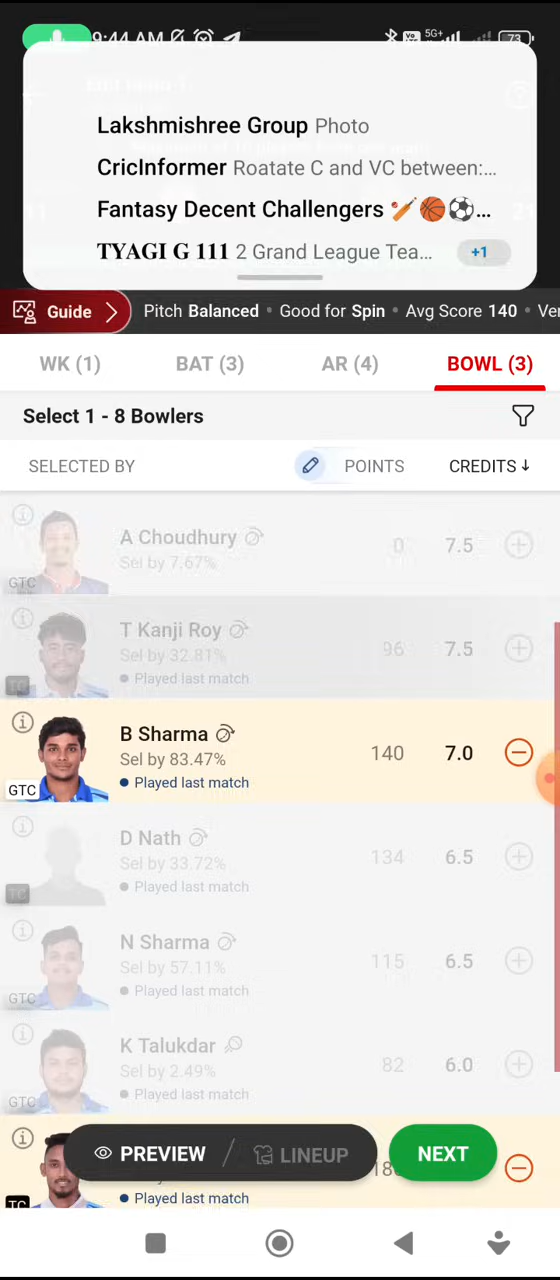 9:44 AM
5G+
73
Lakshmishree Group Photo
CricInformer Roatate C and VC between:...
Fantasy Decent Challengers 🏏🏀⚽...
TYAGI G 111 2 Grand League Tea...
+1
Guide
Pitch Balanced • Good for Spin • Avg Score 140 • Ve
WK (1)
BAT (3)
AR (4)
BOWL (3)
Select 1 - 8 Bowlers
SELECTED BY
POINTS
CREDITS↓
A Choudhury
Sel by 7.67%
0
7.5
GTC
T Kanji Roy
Sel by 32.81%
Played last match
96
7.5
TC
B Sharma
Sel by 83.47%
Played last match
140
7.0
GTC
D Nath
Sel by 33.72%
Played last match
134
6.5
TC
N Sharma
Sel by 57.11%
Played last match
115
6.5
GTC
K Talukdar
Sel by 2.49%
Played last match
82
6.0
GTC
PREVIEW
LINEUP
NEXT
TC
Played last match